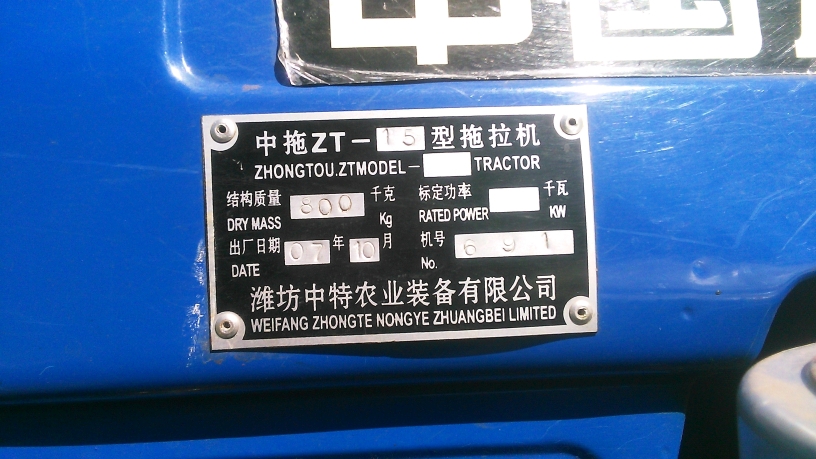 中国
中拖ZT-15型拖拉机
ZHONGTOU.ZTMODEL- TRACTOR
结构质量 800 千克 标定功率 千瓦
DRY MASS Kg RATED POWER KW
出厂日期 07 年 10 月 机号 691
DATE No.
潍坊中特农业装备有限公司
WEIFANG ZHONGTE NONGYE ZHUANGBEI LIMITED